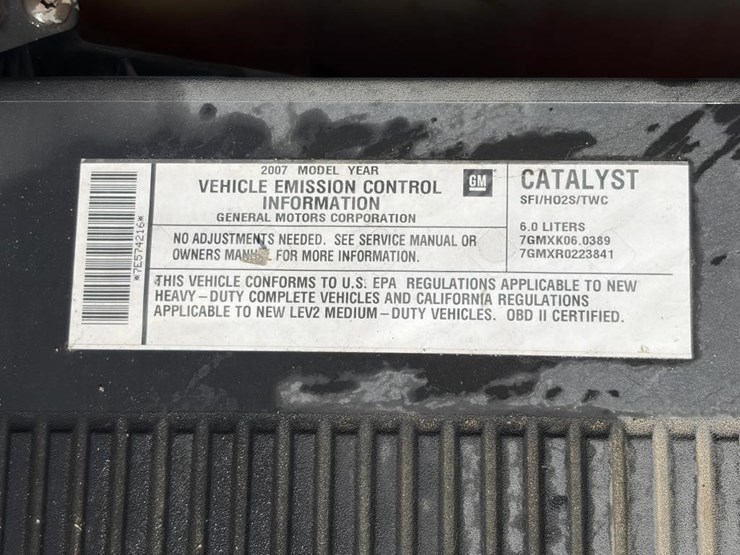 *7E574216*
2007 MODEL YEAR
VEHICLE EMISSION CONTROL
INFORMATION
GENERAL MOTORS CORPORATION
GM
NO ADJUSTMENTS NEEDED. SEE SERVICE MANUAL OR
OWNERS FOR MORE INFORMATION.
CATALYST
SFI/HO2S/TWC
6.0 LITERS
7GMXK06.0389
7GMXR0223841
THIS VEHICLE CONFORMS TO U.S. EPA REGULATIONS APPLICABLE TO NEW
HEAVY-DUTY COMPLETE VEHICLES AND CALIFORNIA REGULATIONS
APPLICABLE TO NEW LEV2 MEDIUM-DUTY VEHICLES. OBD II CERTIFIED.